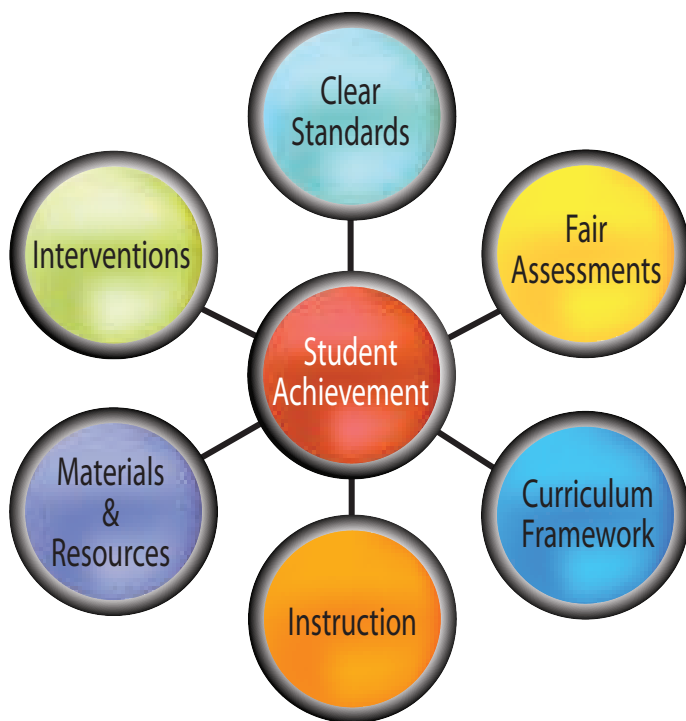 Clear
Standards
Fair
Assessments
Curriculum
Framework
Instruction
Materials
&
Resources
Interventions
Student
Achievement